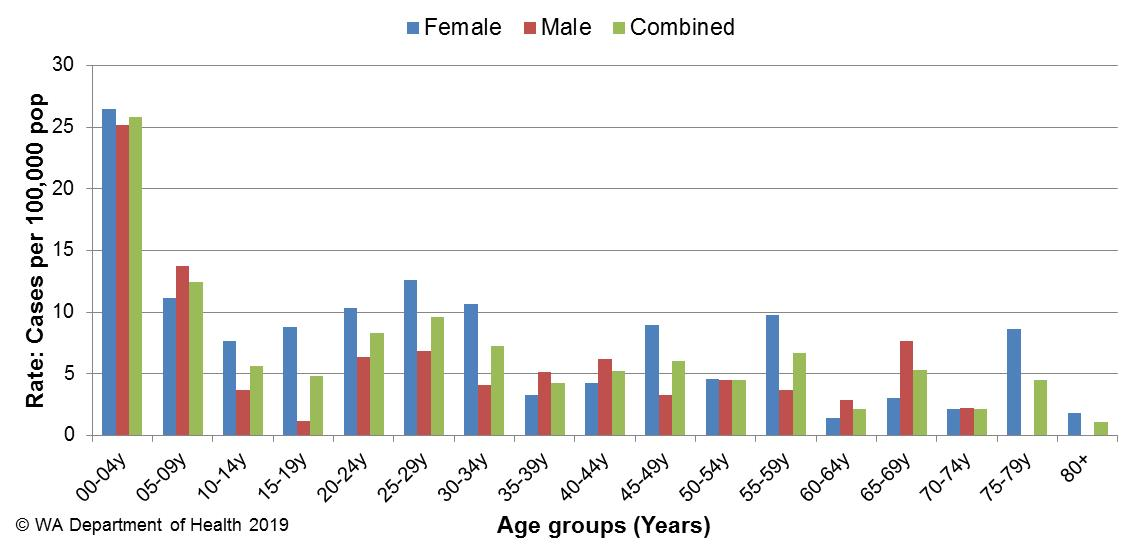 Female Male Combined
Rate: Cases per 100,000 pop
30
25
20
15
10
5
0
00-04y 05-09y 10-14y 15-19y 20-24y 25-29y 30-34y 35-39y 40-44y 45-49y 50-54y 55-59y 60-64y 65-69y 70-74y 75-79y 80+
© WA Department of Health 2019
Age groups (Years)